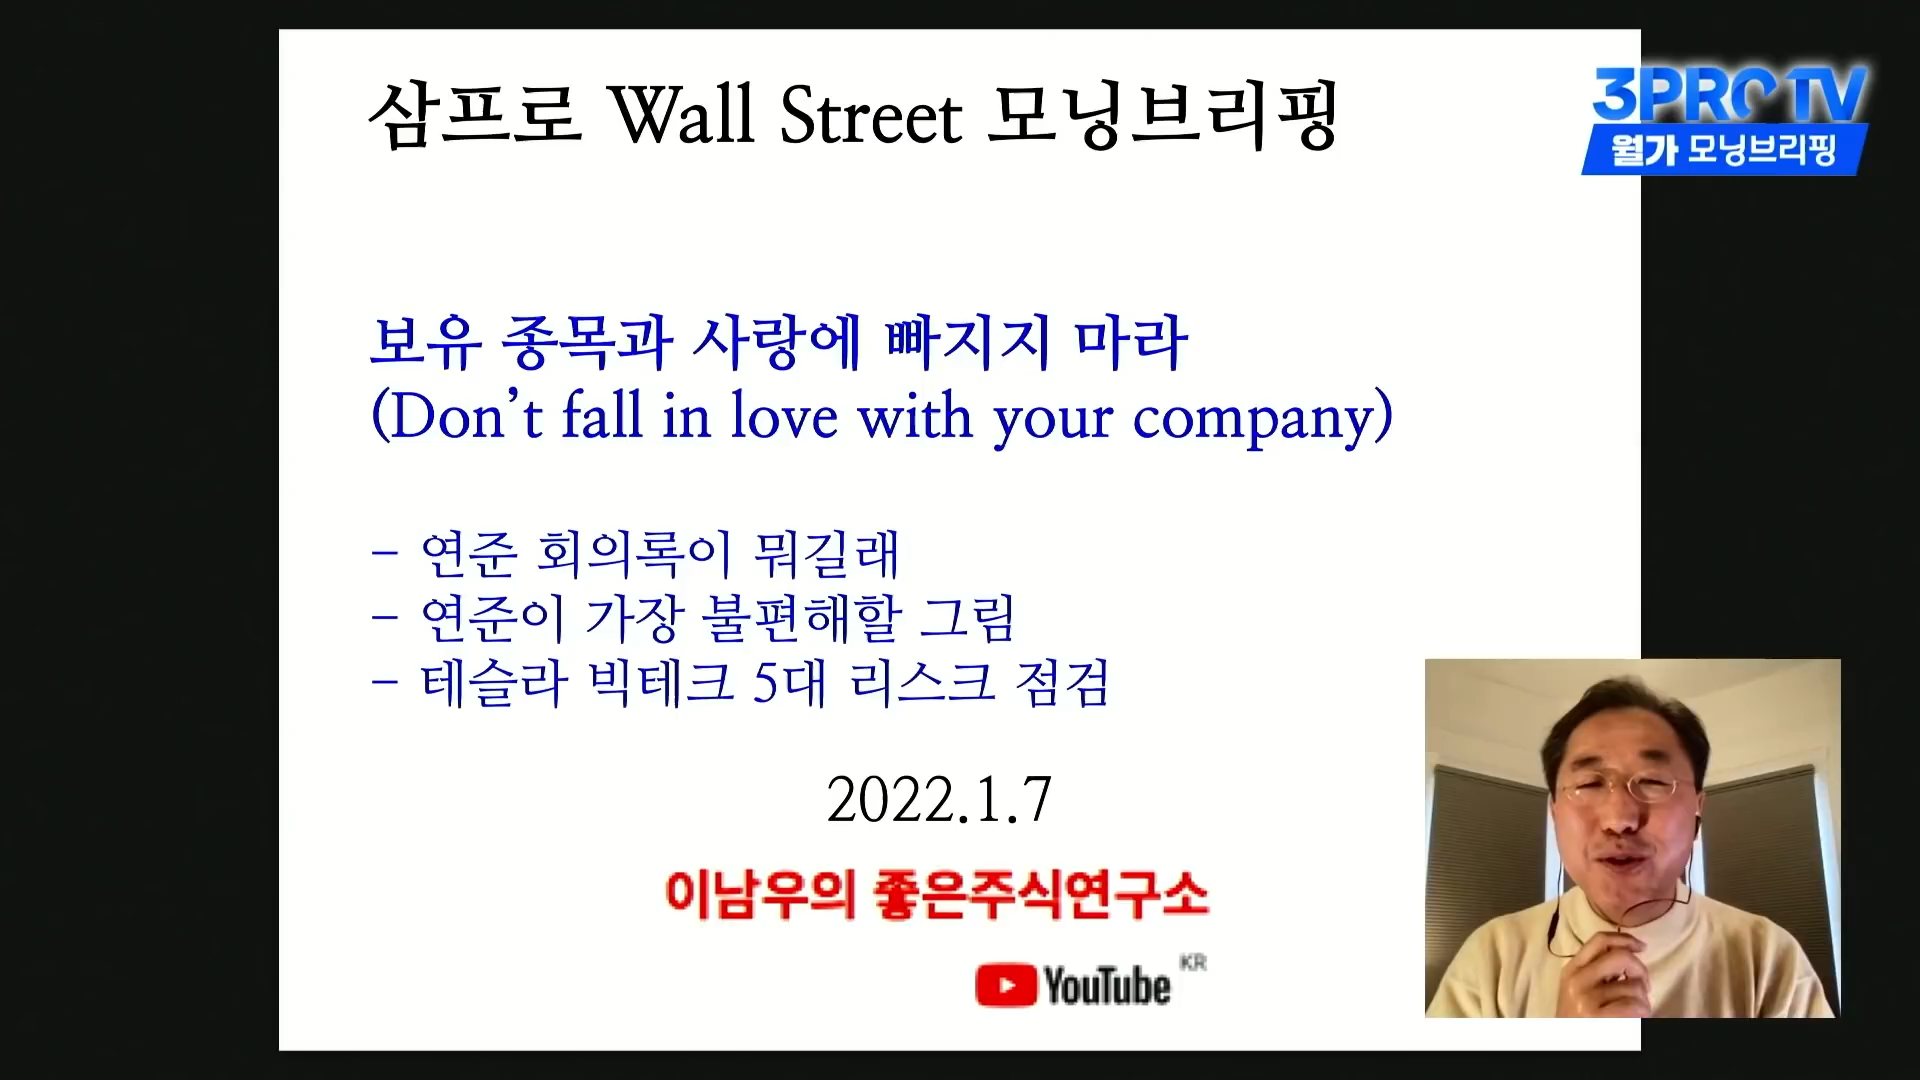 삼프로 Wall Street 모닝브리핑
3PRO TV
월가 모닝브리핑
보유 종목과 사랑에 빠지지 마라
(Don't fall in love with your company)
- 연준 회의록이 뭐길래
- 연준이 가장 불편해할 그림
- 테슬라 빅테크 5대 리스크 점검
2022.1.7
이남우의 좋은주식연구소
YouTube KR